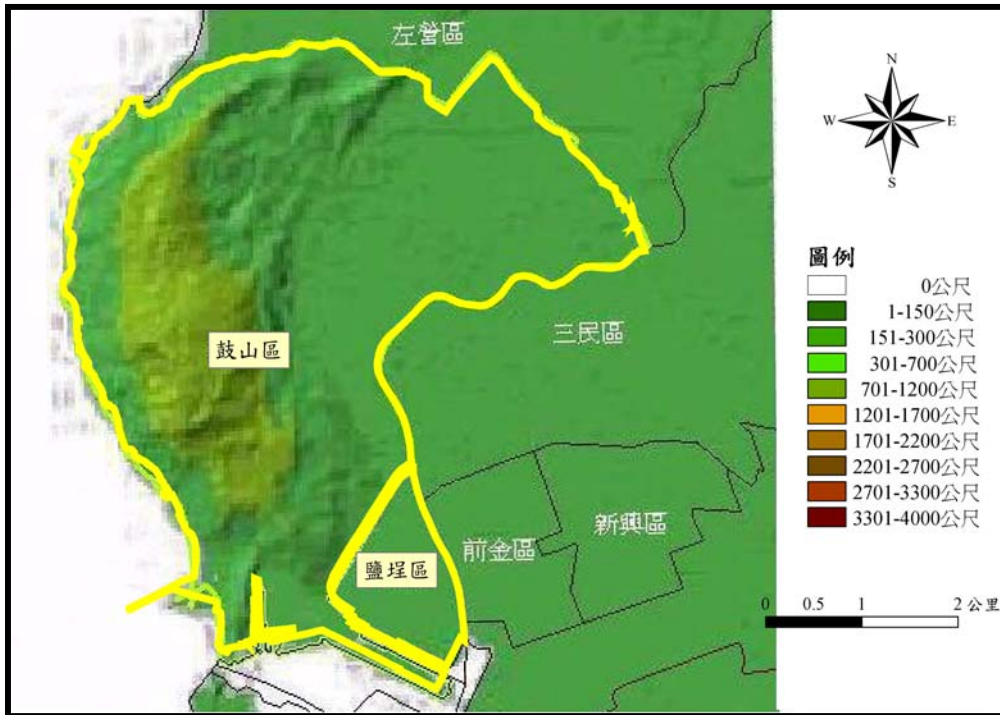 左營區
N
W
E
S
圖例
0公尺
1-150公尺
151-300公尺
301-700公尺
701-1200公尺
1201-1700公尺
1701-2200公尺
2201-2700公尺
2701-3300公尺
3301-4000公尺
三民區
鼓山區
新興區
前金區
鹽埕區
0 0.5 1 2 公里